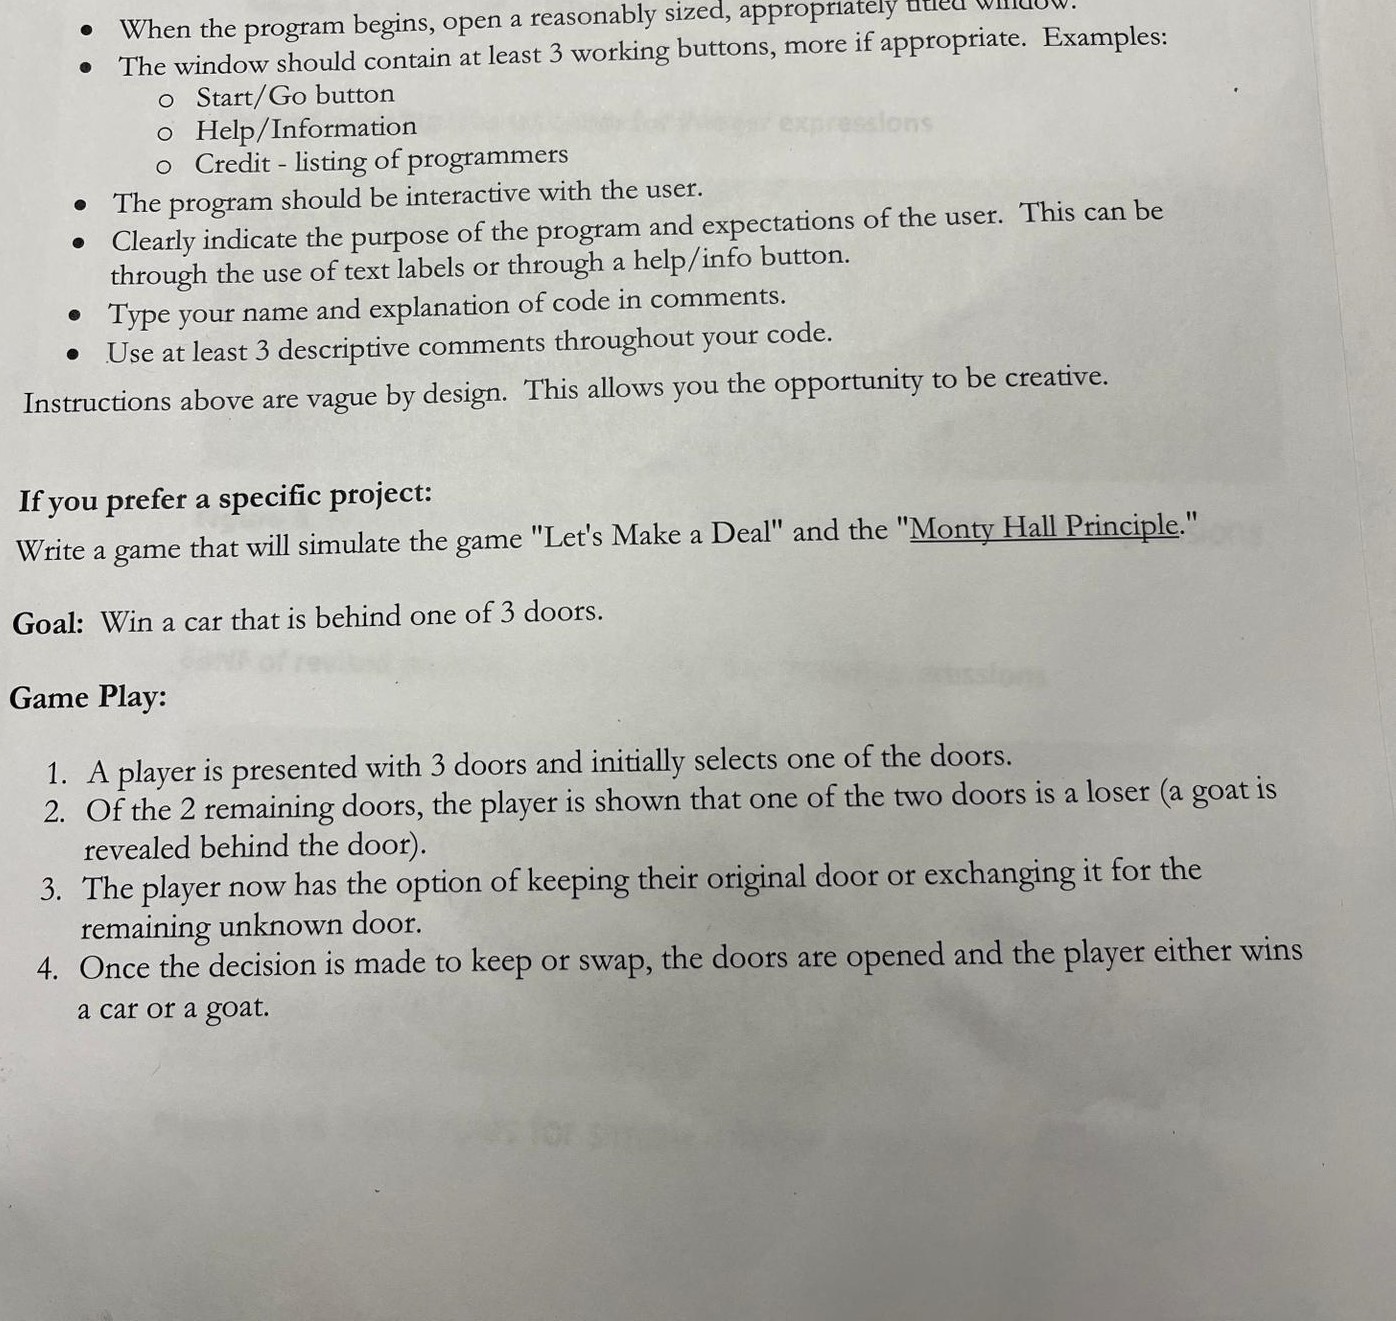 • When the program begins, open a reasonably sized, appropriately titled window.
• The window should contain at least 3 working buttons, more if appropriate. Examples:
o Start/Go button
o Help/Information
o Credit - listing of programmers
• The program should be interactive with the user.
• Clearly indicate the purpose of the program and expectations of the user. This can be
through the use of text labels or through a help/info button.
• Type your name and explanation of code in comments.
• Use at least 3 descriptive comments throughout your code.
Instructions above are vague by design. This allows you the opportunity to be creative.
If you prefer a specific project:
Write a game that will simulate the game "Let's Make a Deal" and the "Monty Hall Principle."
Goal: Win a car that is behind one of 3 doors.
Game Play:
1. A player is presented with 3 doors and initially selects one of the doors.
2. Of the 2 remaining doors, the player is shown that one of the two doors is a loser (a goat is
revealed behind the door).
3. The player now has the option of keeping their original door or exchanging it for the
remaining unknown door.
4. Once the decision is made to keep or swap, the doors are opened and the player either wins
a car or a goat.